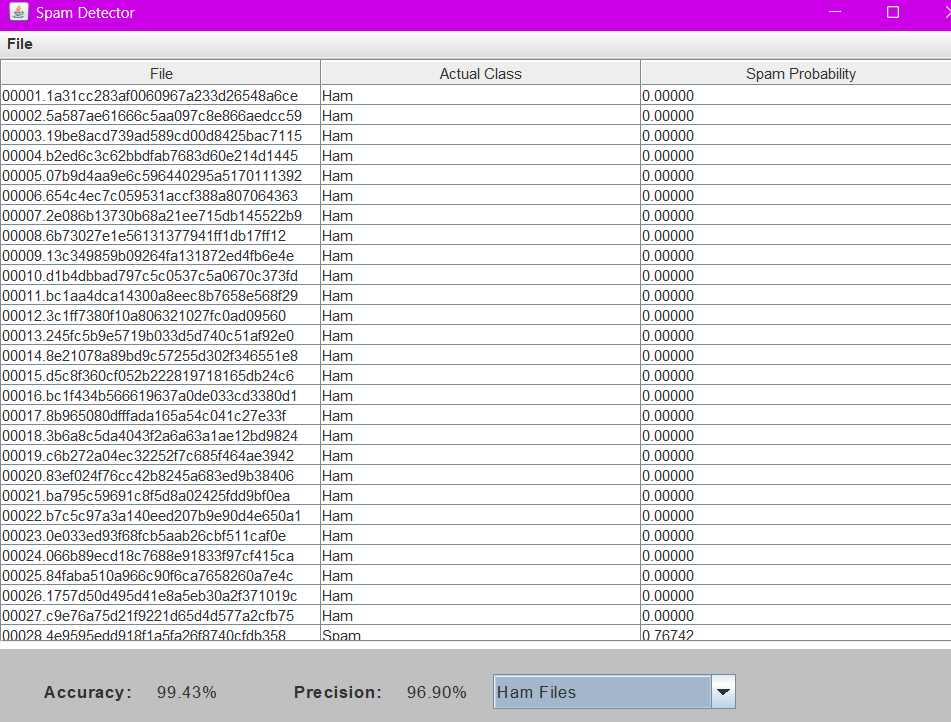 Spam Detector
File
File Actual Class Spam Probability
00001.1a31cc283af0060967a233d26548a6ce Ham 0.00000
00002.5a587ae61666c5aa097c8e866aedcc59 Ham 0.00000
00003.19be8acd739ad589cd00d8425bac7115 Ham 0.00000
00004.b2ed6c3c62bbdfab7683d60e214d1445 Ham 0.00000
00005.07b9d4aa9e6c596440295a5170111392 Ham 0.00000
00006.654c4ec7c059531accf388a807064363 Ham 0.00000
00007.2e086b13730b68a21ee715db145522b9 Ham 0.00000
00008.6b73027e1e56131377941ff1db17ff12 Ham 0.00000
00009.13c349859b09264fa131872ed4fb6e4e Ham 0.00000
00010.d1b4dbbad797c5c0537c5a0670c373fd Ham 0.00000
00011.bc1aa4dca14300a8eec8b7658e568f29 Ham 0.00000
00012.3c1ff7380f10a806321027fc0ad09560 Ham 0.00000
00013.245fc5b9e5719b033d5d740c51af92e0 Ham 0.00000
00014.8e21078a89bd9c57255d302f346551e8 Ham 0.00000
00015.d5c8f360cf052b222819718165db24c6 Ham 0.00000
00016.bc1f434b566619637a0de033cd3380d1 Ham 0.00000
00017.8b965080dfffada165a54c041c27e33f Ham 0.00000
00018.3b6a8c5da4043f2a6a63a1ae12bd9824 Ham 0.00000
00019.c6b272a04ec32252f7c685f464ae3942 Ham 0.00000
00020.83ef024f76cc42b8245a683ed9b38406 Ham 0.00000
00021.ba795c59691c8f5d8a02425fdd9bf0ea Ham 0.00000
00022.b7c5c97a3a140eed207b9e90d4e650a1 Ham 0.00000
00023.0e033ed93f68fcb5aab26cbf511caf0e Ham 0.00000
00024.066b89ecd18c7688e91833f97cf415ca Ham 0.00000
00025.84faba510a966c90f6ca7658260a7e4c Ham 0.00000
00026.1757d50d495d41e8a5eb30a2f371019c Ham 0.00000
00027.c9e76a75d21f9221d65d4d577a2cfb75 Ham 0.00000
00028.4e9595edd918f1a5fa26f8740cfdb358 Spam 0.76742
Accuracy: 99.43% Precision: 96.90% Ham Files